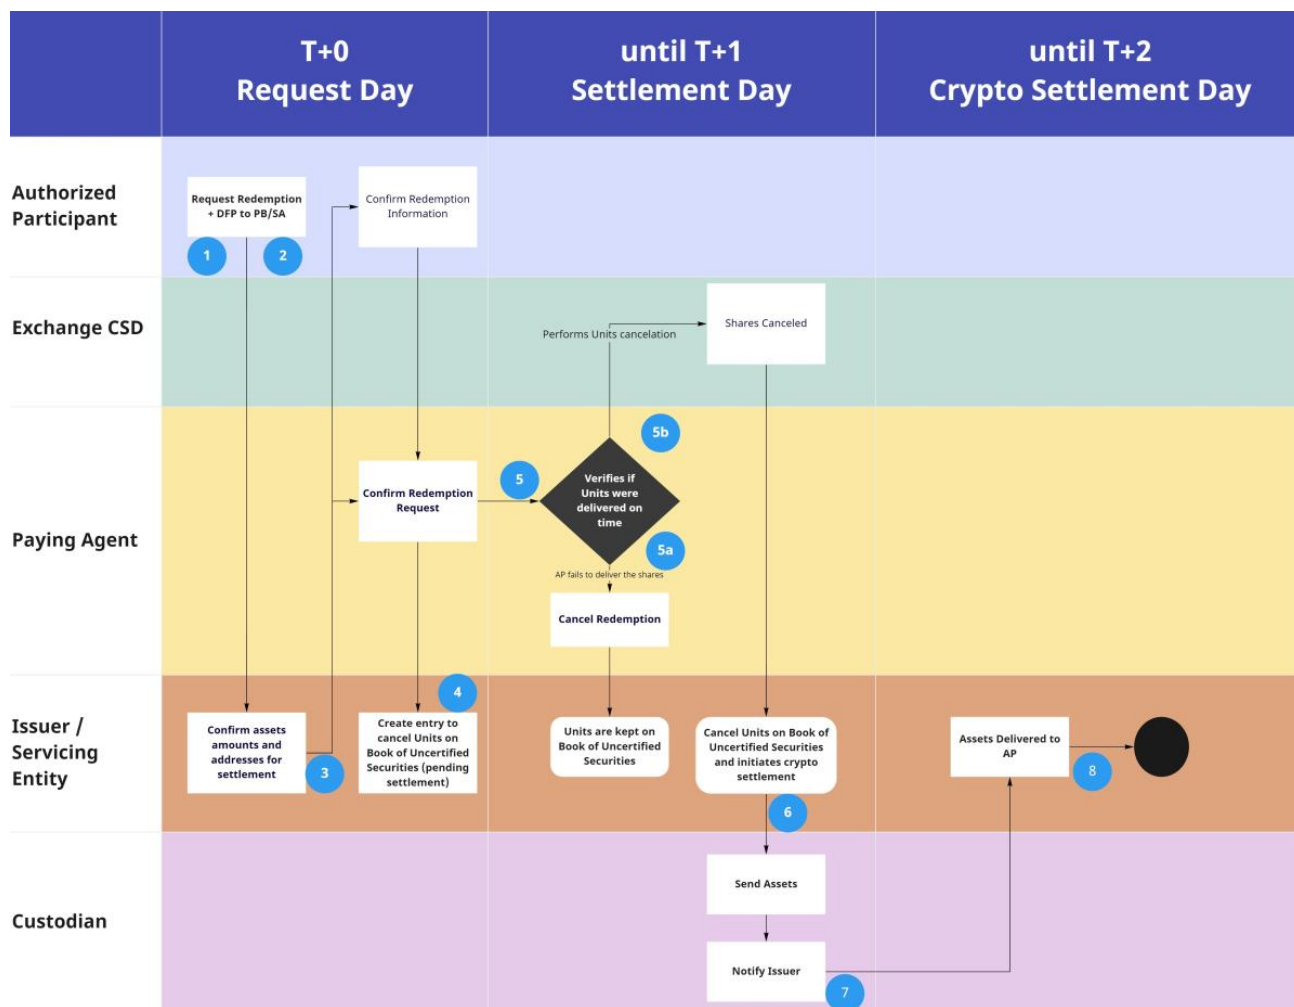 T+0
Request Day
until T+1
Settlement Day
until T+2
Crypto Settlement Day
Authorized
Participant
Request Redemption
+ DFP to PB/SA
1
2
Confirm Redemption
Information
Exchange CSD
Performs Units cancelation
Shares Canceled
Paying Agent
Confirm Redemption
Request
5
5b
Verifies if
Units were
delivered on
time
5a
AP fails to deliver the shares
Cancel Redemption
Issuer /
Servicing
Entity
Confirm assets
amounts and
addresses for
settlement
3
4
Create entry to
cancel Units on
Book of Uncertified
Securities (pending
settlement)
Units are kept on
Book of Uncertified
Securities
Cancel Units on Book of
Uncertified Securities
and initiates crypto
settlement
6
Assets Delivered to
AP
8
Custodian
Send Assets
Notify Issuer
7